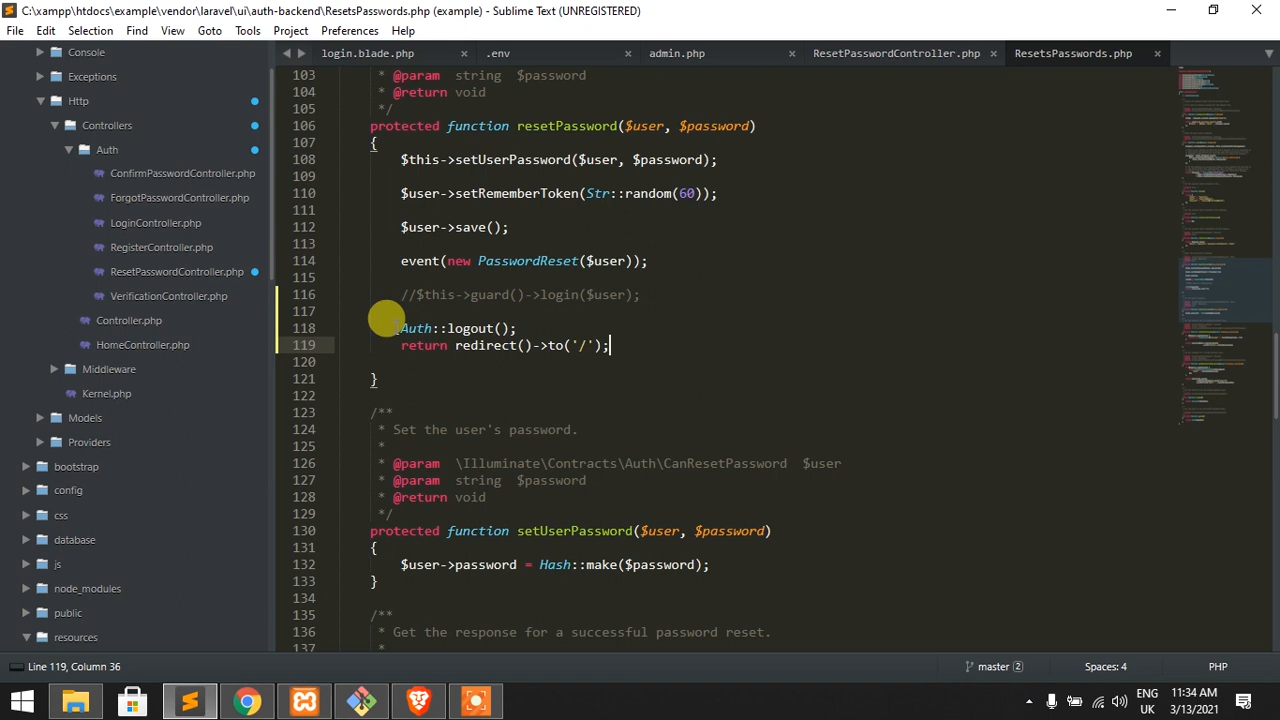 C:\xampp\htdocs\example\vendor\laravel\ui\auth-backend\ResetsPasswords.php (example) - Sublime Text (UNREGISTERED)
File Edit Selection Find View Goto Tools Project Preferences Help
Console
Exceptions
Http
Controllers
Auth
ConfirmPasswordController.php
ForgotPasswordController.php
LoginController.php
RegisterController.php
ResetPasswordController.php
VerificationController.php
Controller.php
HomeController.php
Middleware
Kernel.php
Models
Providers
bootstrap
config
css
database
js
node_modules
public
resources
login.blade.php .env admin.php ResetPasswordController.php ResetsPasswords.php
103 * @param string $password
104 * @return void
105 */
106 protected function resetPassword($user, $password)
107 {
108 $this->setUserPassword($user, $password);
109
110 $user->setRememberToken(Str::random(60));
111
112 $user->save();
113
114 event(new PasswordReset($user));
115
116 //$this->guard()->login($user);
117
118 Auth::logout();
119 return redirect()->to('/');
120
121 }
122
123 /**
124 * Set the user's password.
125 *
126 * @param \Illuminate\Contracts\Auth\CanResetPassword $user
127 * @param string $password
128 * @return void
129 */
130 protected function setUserPassword($user, $password)
131 {
132 $user->password = Hash::make($password);
133 }
134
135 /**
136 * Get the response for a successful password reset.
137 *
Line 119, Column 36 master 2 Spaces: 4 PHP
ENG 11:34 AM
UK 3/13/2021